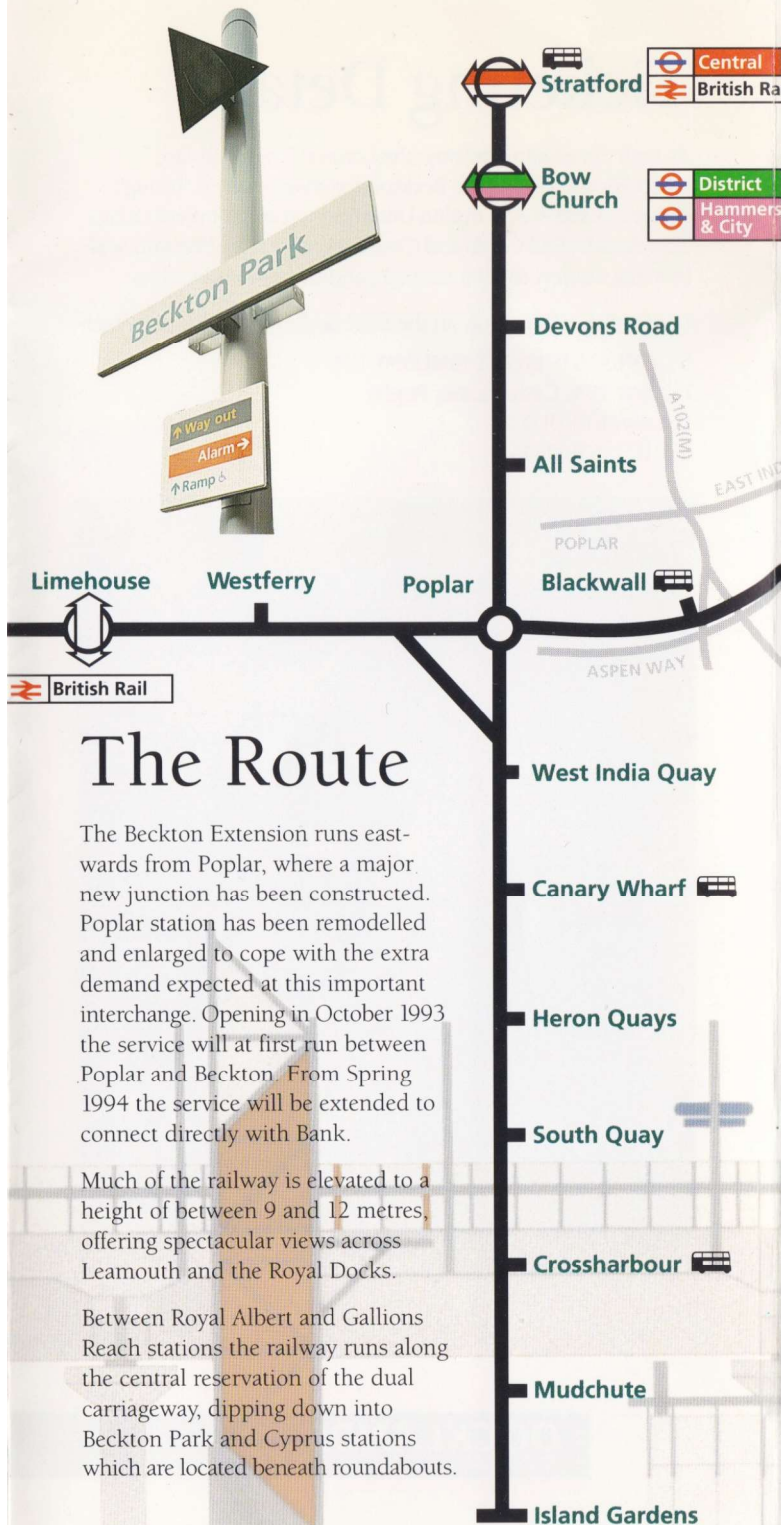 Beckton Park
↑ Way out
Alarm →
↑ Ramp
Stratford
Central
British Ra
Bow
Church
District
Hammers
& City
Devons Road
All Saints
A102(M)
EAST IND
POPLAR
Limehouse
Westferry
Poplar
Blackwall
ASPEN WAY
British Rail
West India Quay
Canary Wharf
Heron Quays
South Quay
Crossharbour
Mudchute
Island Gardens
The Route
The Beckton Extension runs east-
wards from Poplar, where a major
new junction has been constructed.
Poplar station has been remodelled
and enlarged to cope with the extra
demand expected at this important
interchange. Opening in October 1993
the service will at first run between
Poplar and Beckton. From Spring
1994 the service will be extended to
connect directly with Bank.
Much of the railway is elevated to a
height of between 9 and 12 metres,
offering spectacular views across
Leamouth and the Royal Docks.
Between Royal Albert and Gallions
Reach stations the railway runs along
the central reservation of the dual
carriageway, dipping down into
Beckton Park and Cyprus stations
which are located beneath roundabouts.